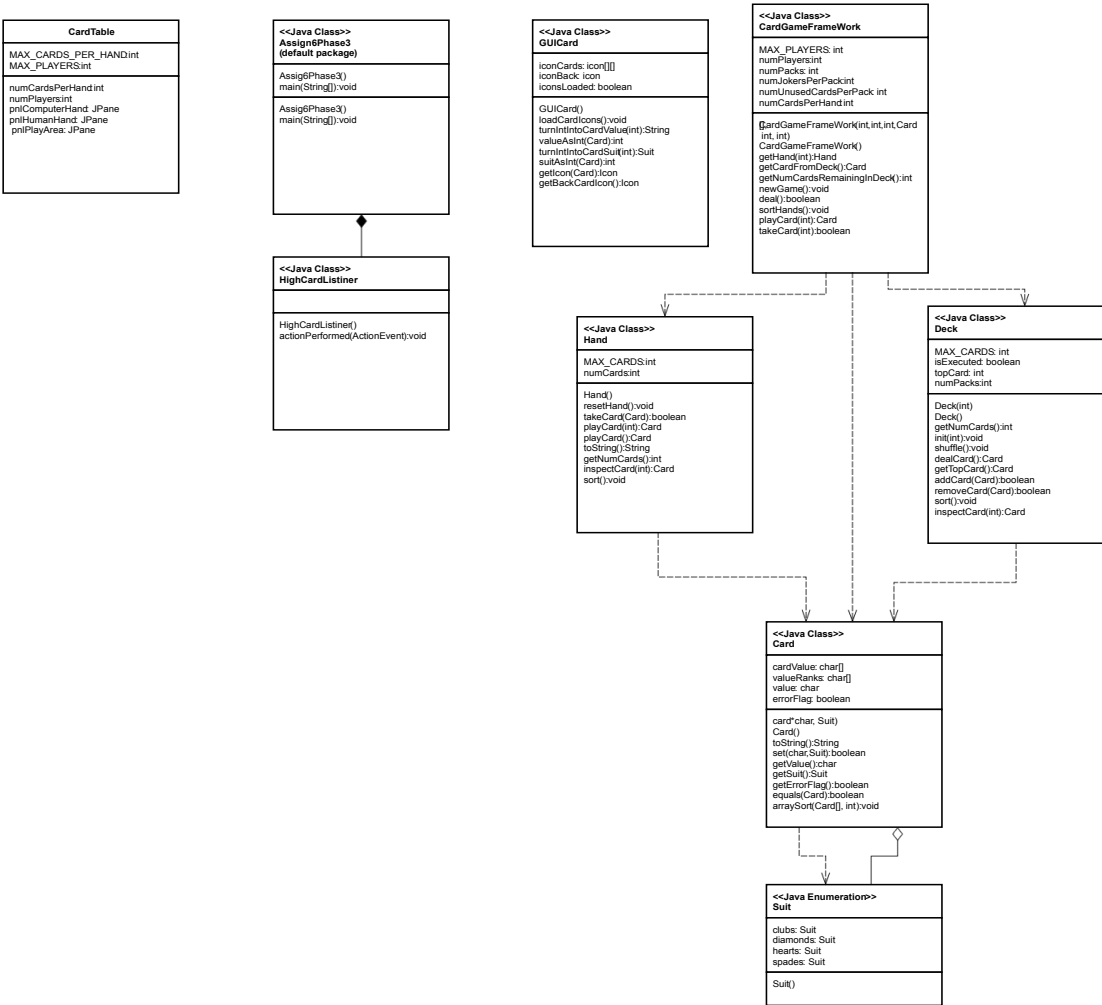 CardTable
MAX_CARDS_PER_HAND:int
MAX_PLAYERS:int
numCardsPerHand:int
numPlayers:int
pnlComputerHand: JPane
pnlHumanHand: JPane
pnlPlayArea: JPane
<<Java Class>>
Assign6Phase3
(default package)
Assig6Phase3()
main(String[]):void
Assig6Phase3()
main(String[]):void
<<Java Class>>
HighCardListiner
HighCardListiner()
actionPerformed(ActionEvent):void
<<Java Class>>
GUICard
iconCards: icon[][]
iconBack: icon
iconsLoaded: boolean
GUICard()
loadCardIcons():void
turnIntIntoCardValue(int):String
valueAsInt(Card):int
turnIntIntoCardSuit(int):Suit
suitAsInt(Card):int
getIcon(Card):Icon
getBackCardIcon():Icon
<<Java Class>>
CardGameFrameWork
MAX_PLAYERS: int
numPlayers:int
numPacks: int
numJokersPerPack:int
numUnusedCardsPerPack: int
numCardsPerHand:int
CardGameFrameWork(int,int,int,Card
int, int)
CardGameFrameWork()
getHand(int):Hand
getCardFromDeck():Card
getNumCardsRemainingInDeck():int
newGame():void
deal():boolean
sortHands():void
playCard(int):Card
takeCard(int):boolean
<<Java Class>>
Hand
MAX_CARDS:int
numCards:int
Hand()
resetHand():void
takeCard(Card):boolean
playCard(int):Card
playCard():Card
toString():String
getNumCards():int
inspectCard(int):Card
sort():void
<<Java Class>>
Deck
MAX_CARDS: int
isExecuted: boolean
topCard: int
numPacks:int
Deck(int)
Deck()
getNumCards():int
init(int):void
shuffle():void
dealCard():Card
getTopCard():Card
addCard(Card):boolean
removeCard(Card):boolean
sort():void
inspectCard(int):Card
<<Java Class>>
Card
cardValue: char[]
valueRanks: char[]
value: char
errorFlag: boolean
card*char, Suit)
Card()
toString():String
set(char,Suit):boolean
getValue():char
getSuit():Suit
getErrorFlag():boolean
equals(Card):boolean
arraySort(Card[], int):void
<<Java Enumeration>>
Suit
clubs: Suit
diamonds: Suit
hearts: Suit
spades: Suit
Suit()